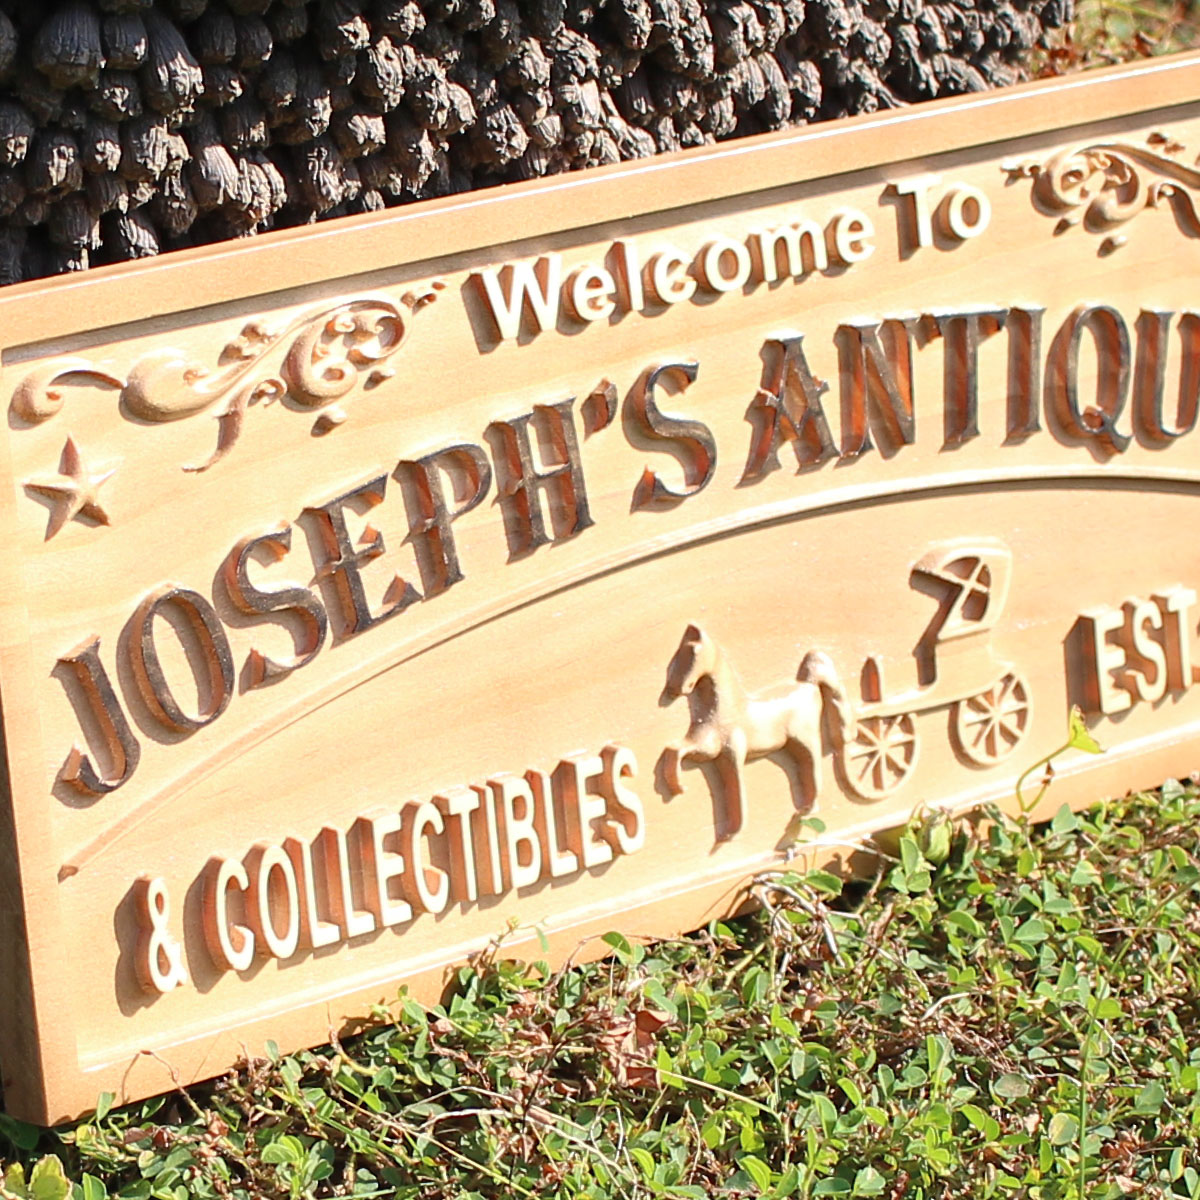 Welcome To
JOSEPH'S ANTIQU
& COLLECTIBLES EST.